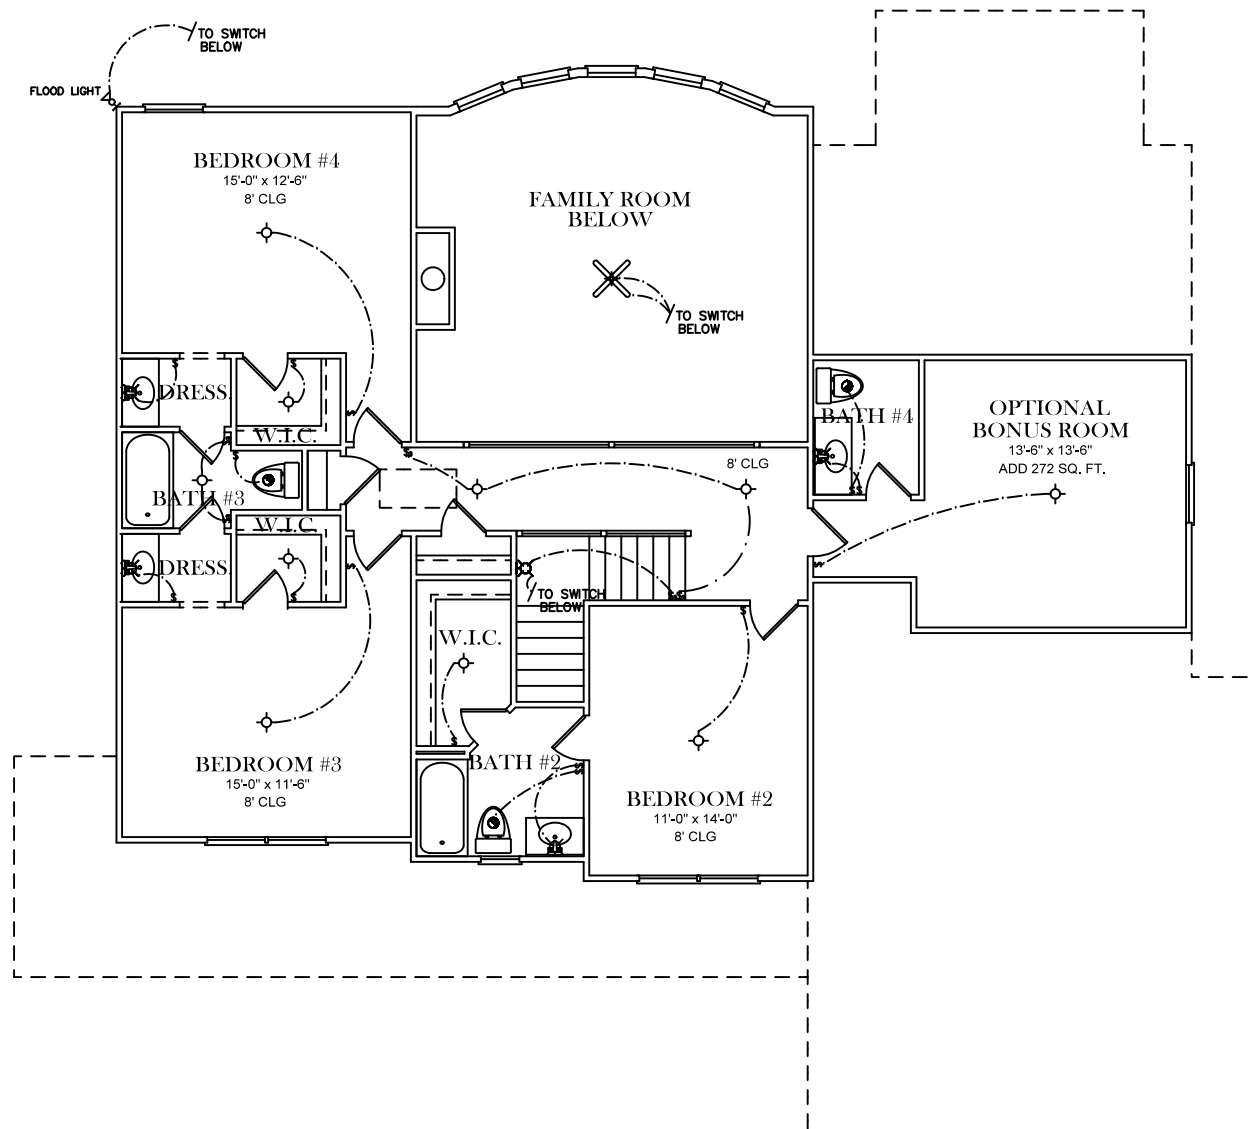 TO SWITCH
BELOW
FLOOD LIGHT
BEDROOM #4
15'-0" x 12'-6"
8' CLG
FAMILY ROOM
BELOW
TO SWITCH
BELOW
DRESS.
W.I.C.
BATH #3
W.I.C.
DRESS.
8' CLG
BATH #4
OPTIONAL
BONUS ROOM
13'-6" x 13'-6"
ADD 272 SQ. FT.
TO SWITCH
BELOW
W.I.C.
BEDROOM #3
15'-0" x 11'-6"
8' CLG
BATH #2
BEDROOM #2
11'-0" x 14'-0"
8' CLG